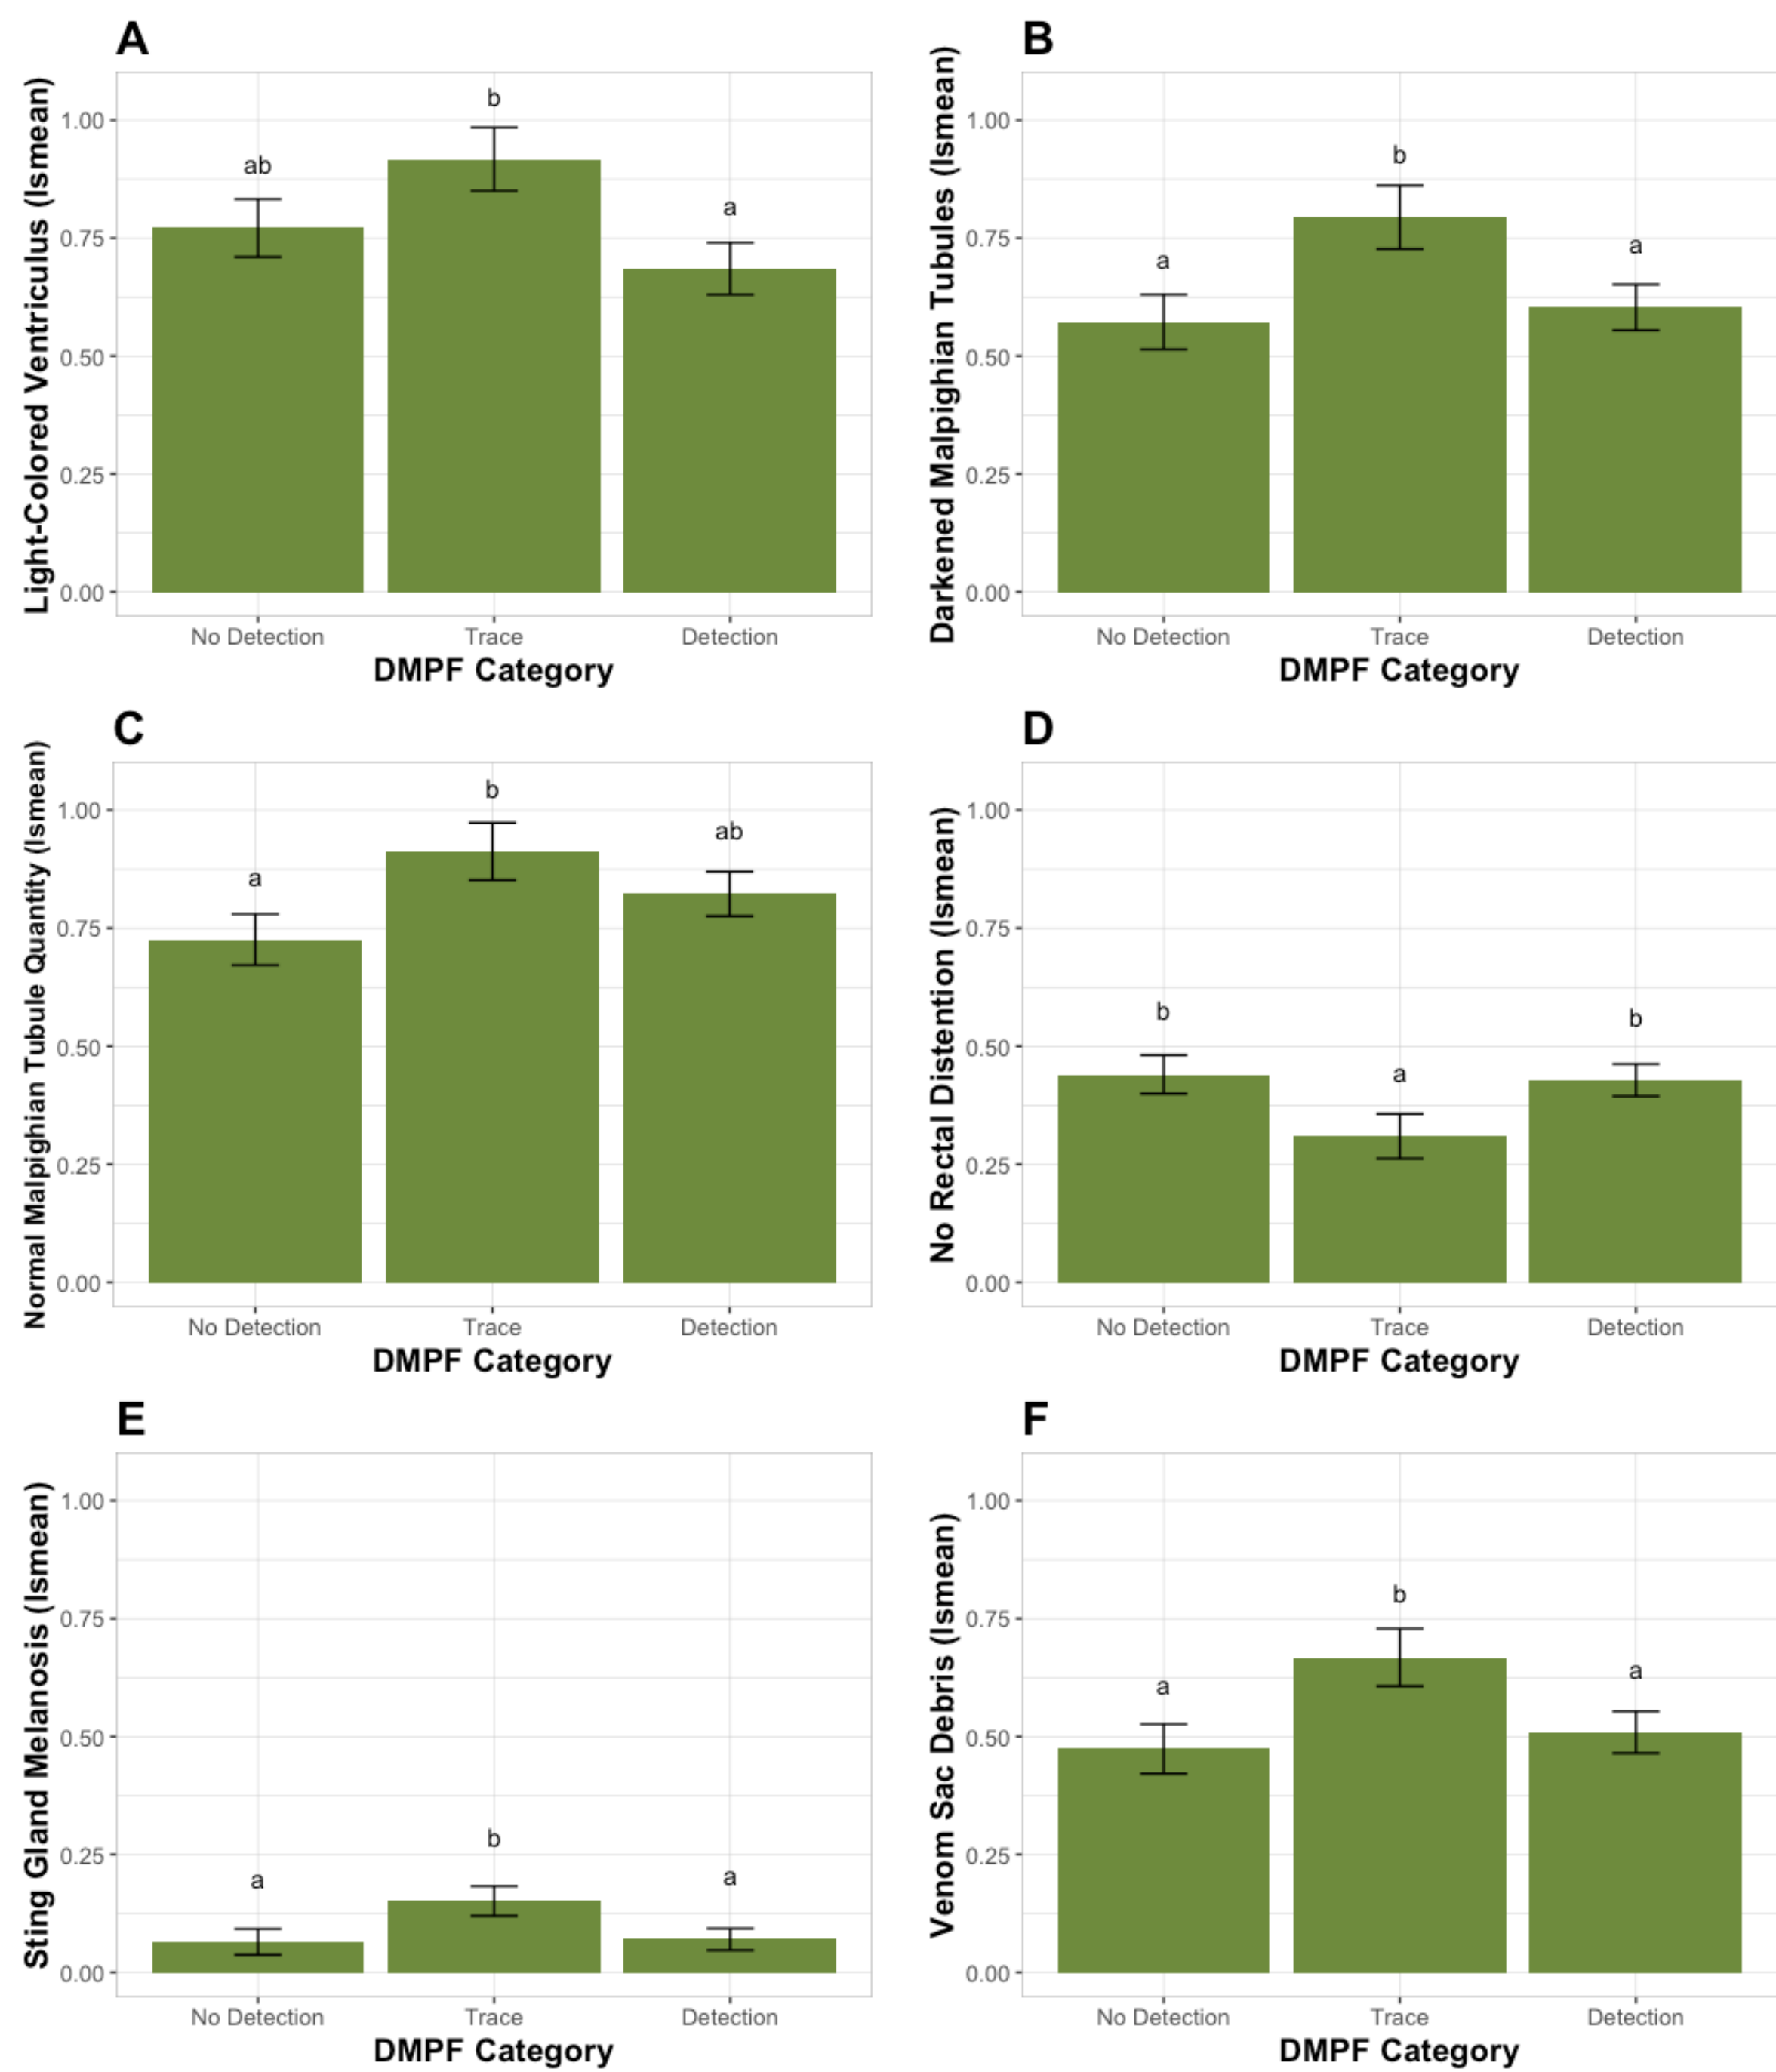 A
Light-Colored Ventriculus (lsmean)
1.00
0.75
0.50
0.25
0.00
ab
b
a
No Detection Trace Detection
DMPF Category
B
Darkened Malpighian Tubules (lsmean)
1.00
0.75
0.50
0.25
0.00
a
b
a
No Detection Trace Detection
DMPF Category
C
Normal Malpighian Tubule Quantity (lsmean)
1.00
0.75
0.50
0.25
0.00
a
b
ab
No Detection Trace Detection
DMPF Category
D
No Rectal Distention (lsmean)
1.00
0.75
0.50
0.25
0.00
b
a
b
No Detection Trace Detection
DMPF Category
E
Sting Gland Melanosis (lsmean)
1.00
0.75
0.50
0.25
0.00
a
b
a
No Detection Trace Detection
DMPF Category
F
Venom Sac Debris (lsmean)
1.00
0.75
0.50
0.25
0.00
a
b
a
No Detection Trace Detection
DMPF Category